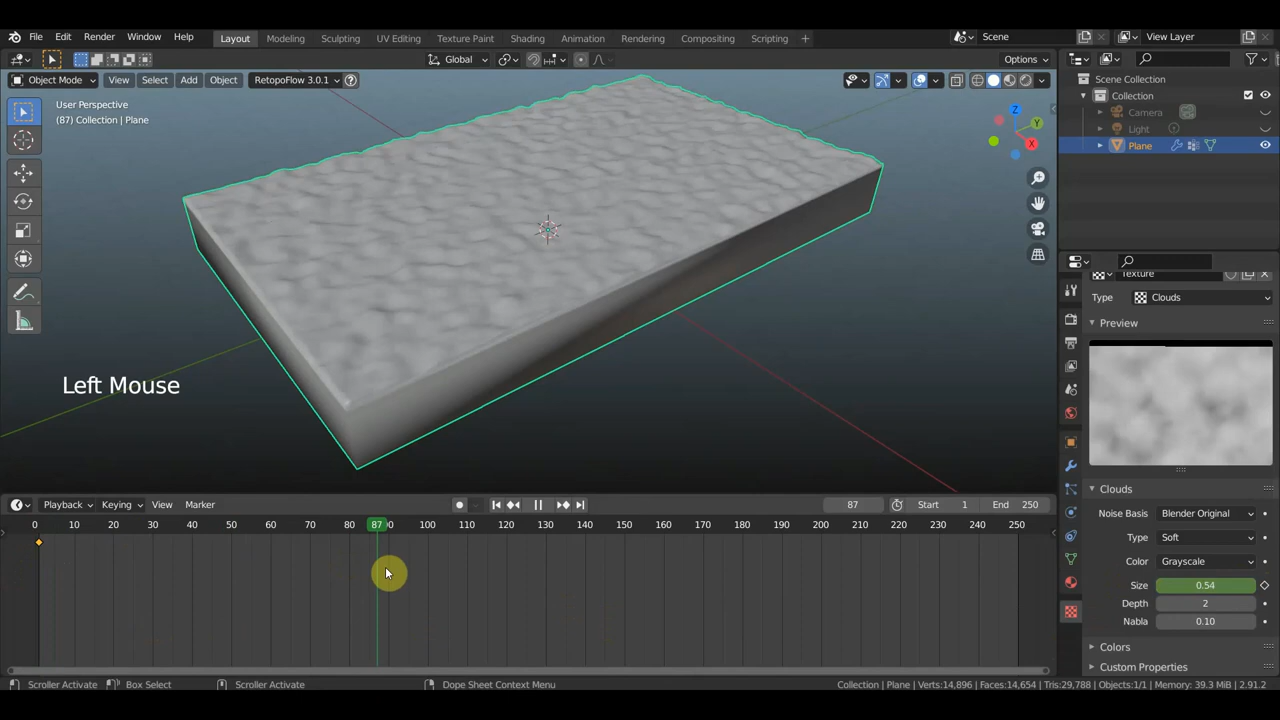 File Edit Render Window Help Layout Modeling Sculpting UV Editing Texture Paint Shading Animation Rendering Compositing Scripting + Scene View Layer
Global Options
Object Mode View Select Add Object RetopoFlow 3.0.1
User Perspective
(87) Collection | Plane
Z
Y
X
Scene Collection
Collection
Camera
Light
Plane
Texture
Type Clouds
Preview
Left Mouse
Clouds
Noise Basis Blender Original
Type Soft
Color Grayscale
Size 0.54
Depth 2
Nabla 0.10
Colors
Custom Properties
Playback Keying View Marker 87 Start 1 End 250
0 10 20 30 40 50 60 70 80 87 100 110 120 130 140 150 160 170 180 190 200 210 220 230 240 250
Scroller Activate Box Select Scroller Activate Dope Sheet Context Menu Collection | Plane | Verts:14,896 | Faces:14,654 | Tris:29,788 | Objects:1/1 | Memory: 39.3 MiB | 2.91.2